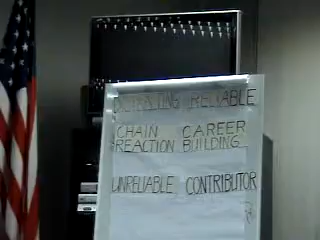 RELIABLE
CHAIN CAREER
REACTION BUILDING
UNRELIABLE CONTRIBUTOR